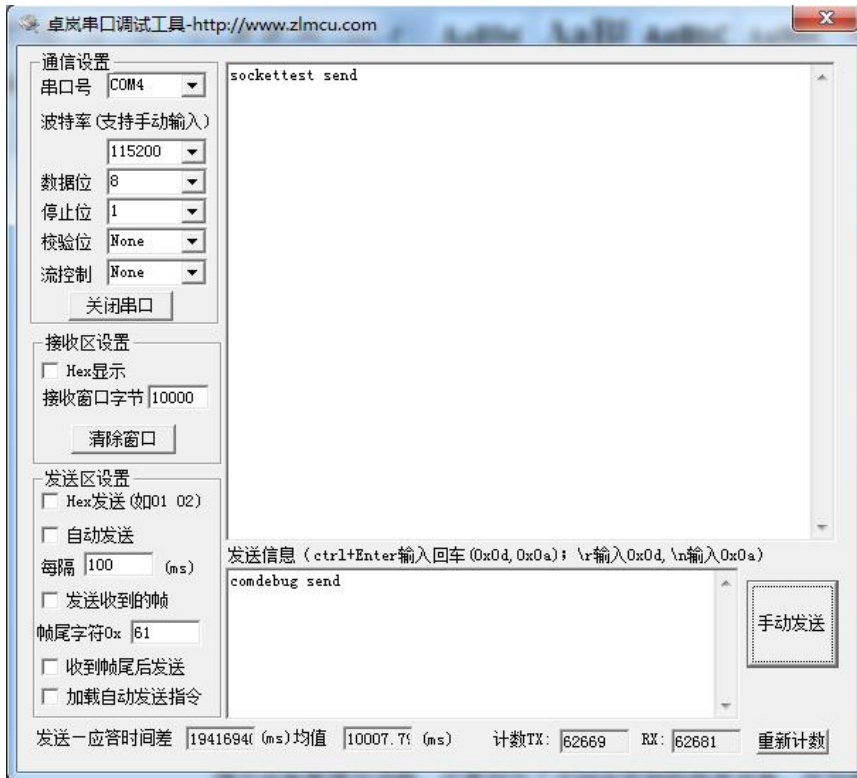 卓岚串口调试工具-http://www.zlmcu.com
通信设置
串口号 COM4
波特率(支持手动输入)
115200
数据位 8
停止位 1
校验位 None
流控制 None
关闭串口
接收区设置
Hex显示
接收窗口字节 10000
清除窗口
发送区设置
Hex发送(如01 02)
自动发送
每隔 100 (ms)
发送收到的帧
帧尾字符0x 61
收到帧尾后发送
加载自动发送指令
sockettest send
发送信息(ctrl+Enter输入回车(0x0d,0x0a); \r输入0x0d,\n输入0x0a)
comdebug send
手动发送
发送一应答时间差 1941694( (ms)均值 10007.79 (ms) 计数TX: 62669 RX: 62681 重新计数